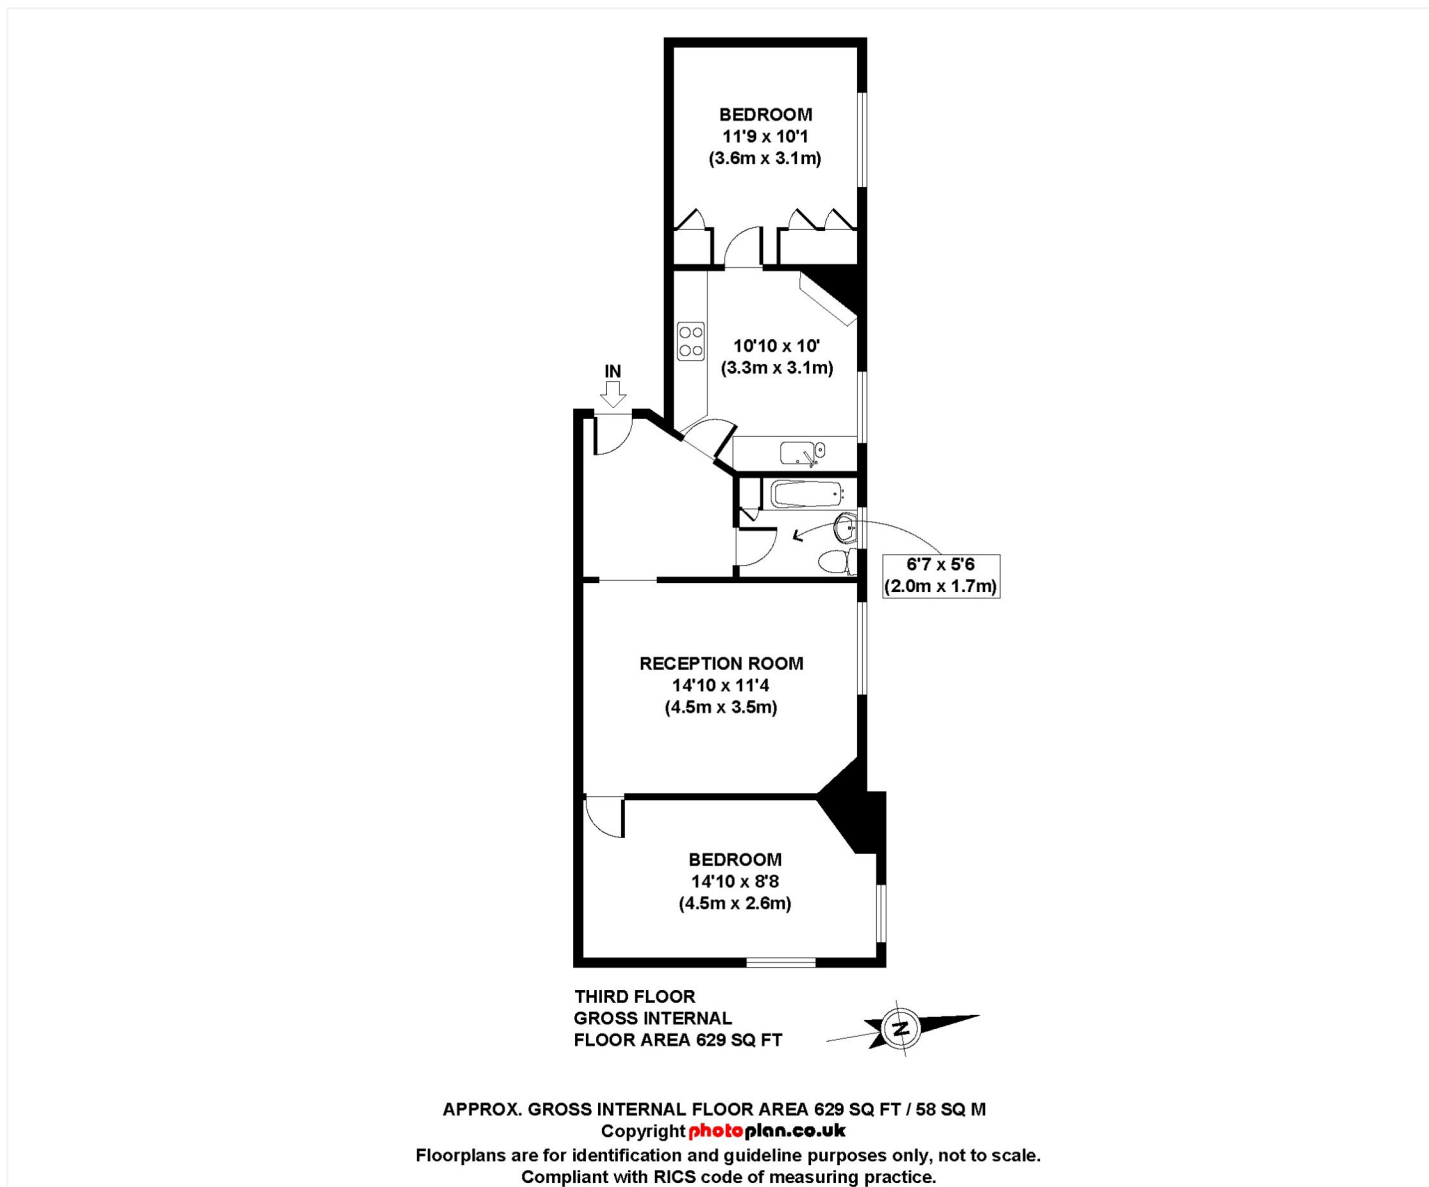 BEDROOM
11'9 x 10'1
(3.6m x 3.1m)
10'10 x 10'
(3.3m x 3.1m)
IN
6'7 x 5'6
(2.0m x 1.7m)
RECEPTION ROOM
14'10 x 11'4
(4.5m x 3.5m)
BEDROOM
14'10 x 8'8
(4.5m x 2.6m)
THIRD FLOOR
GROSS INTERNAL
FLOOR AREA 629 SQ FT
N
APPROX. GROSS INTERNAL FLOOR AREA 629 SQ FT / 58 SQ M
Copyright photoplan.co.uk
Floorplans are for identification and guideline purposes only, not to scale.
Compliant with RICS code of measuring practice.